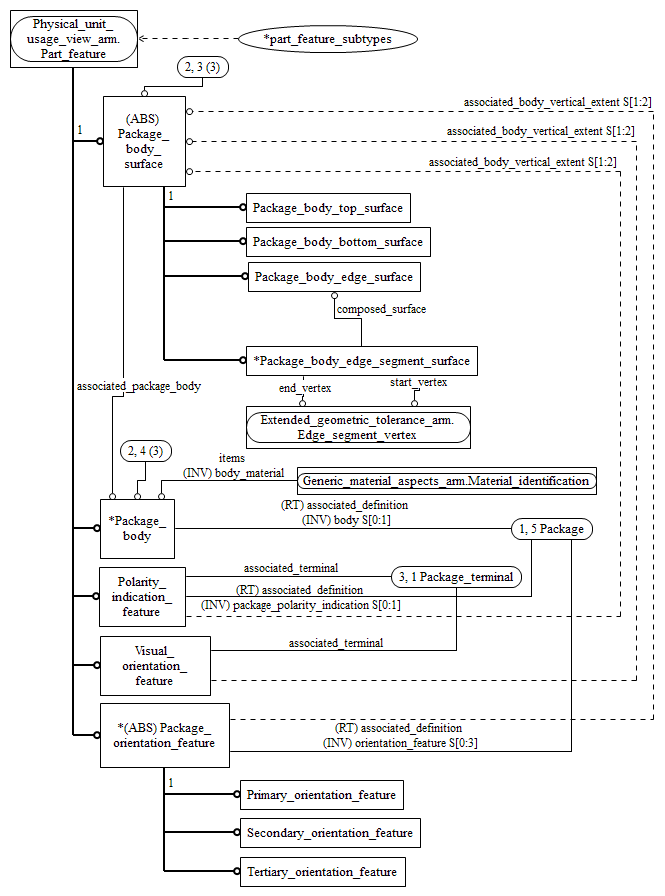 Physical_unit_
usage_view_arm.
Part_feature
*part_feature_subtypes
2, 3 (3)
1
(ABS)
Package_
body_
surface
associated_body_vertical_extent S[1:2]
associated_body_vertical_extent S[1:2]
associated_body_vertical_extent S[1:2]
1
Package_body_top_surface
Package_body_bottom_surface
Package_body_edge_surface
composed_surface
*Package_body_edge_segment_surface
associated_package_body
end_vertex
start_vertex
Extended_geometric_tolerance_arm.
Edge_segment_vertex
2, 4 (3)
items
(INV) body_material
Generic_material_aspects_arm.Material_identification
*Package_
body
(RT) associated_definition
(INV) body S[0:1]
1, 5 Package
Polarity_
indication_
feature
associated_terminal
3, 1 Package_terminal
(RT) associated_definition
(INV) package_polarity_indication S[0:1]
Visual_
orientation_
feature
associated_terminal
*(ABS) Package_
orientation_feature
(RT) associated_definition
(INV) orientation_feature S[0:3]
1
Primary_orientation_feature
Secondary_orientation_feature
Tertiary_orientation_feature